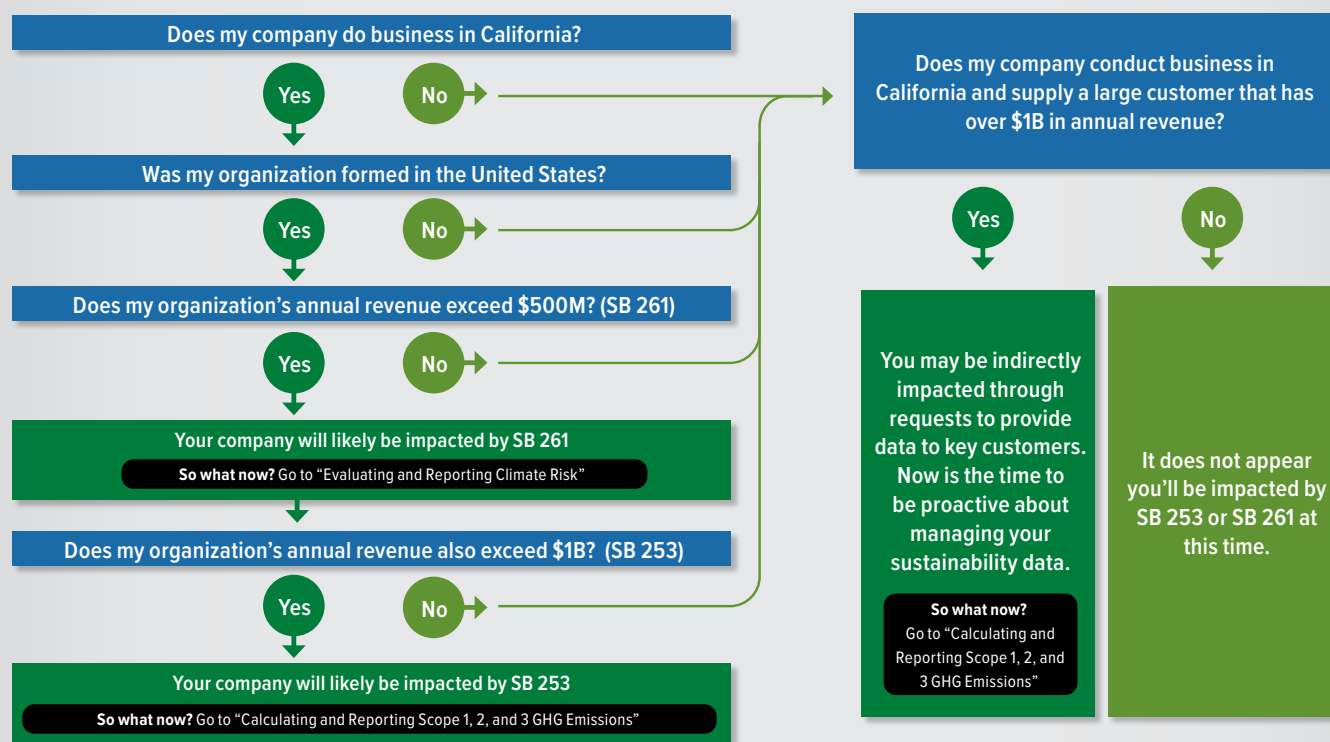 Does my company do business in California?
Yes
No
Was my organization formed in the United States?
Yes
No
Does my organization's annual revenue exceed $500M? (SB 261)
Yes
No
Your company will likely be impacted by SB 261
So what now? Go to “Evaluating and Reporting Climate Risk”
Does my organization's annual revenue also exceed $1B? (SB 253)
Yes
No
Your company will likely be impacted by SB 253
So what now? Go to “Calculating and Reporting Scope 1, 2, and 3 GHG Emissions”
Does my company conduct business in
California and supply a large customer that has
over $1B in annual revenue?
Yes
No
You may be indirectly
impacted through
requests to provide
data to key customers.
Now is the time to
be proactive about
managing your
sustainability data.
So what now?
Go to “Calculating and
Reporting Scope 1, 2, and
3 GHG Emissions”
It does not appear
you'll be impacted by
SB 253 or SB 261 at
this time.